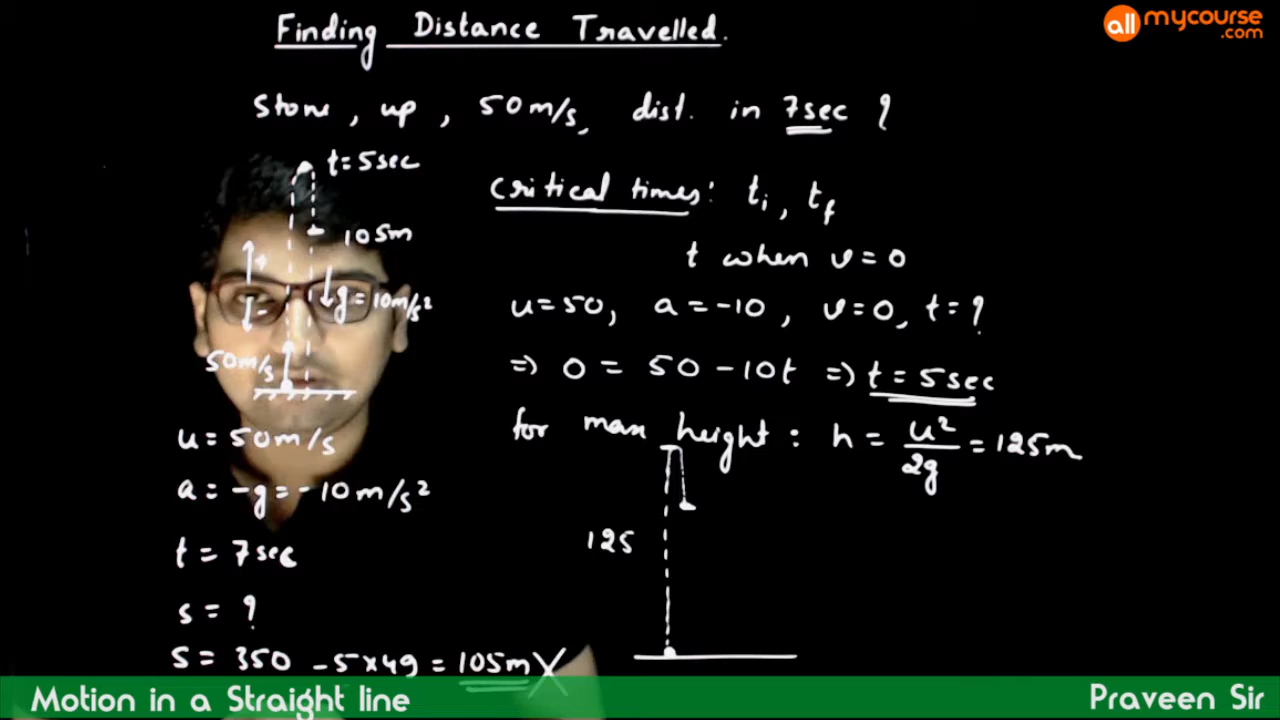 Finding Distance Travelled.
all mycourse .com
Stone, up, 50m/s, dist. in 7sec ?
t=5sec
105m
+
-
g=10m/s²
50m/s
u=50m/s
a=-g=-10m/s²
t=7sec
s=?
s=350-5×49=105m X
critical times: ti, tf
t when v=0
u=50, a=-10, v=0, t=?
⇒ 0=50-10t ⇒ t=5sec
for max height: h=u²/2g=125m
125
Motion in a Straight line
Praveen Sir